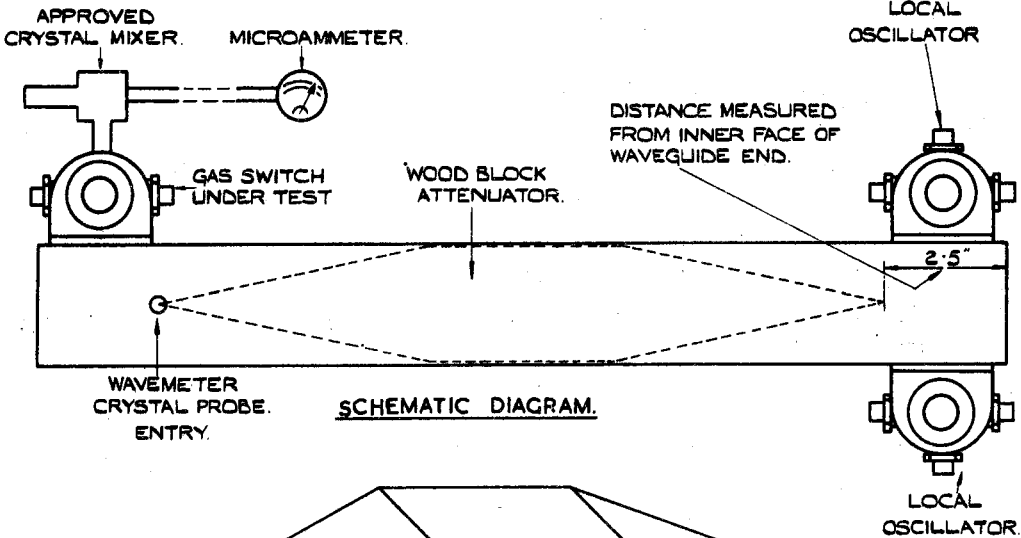 APPROVED
CRYSTAL MIXER.
MICROAMMETER.
LOCAL
OSCILLATOR
DISTANCE MEASURED
FROM INNER FACE OF
WAVEGUIDE END.
GAS SWITCH
UNDER TEST
WOOD BLOCK
ATTENUATOR.
2·5"
WAVEMETER
CRYSTAL PROBE.
ENTRY.
SCHEMATIC DIAGRAM.
LOCAL
OSCILLATOR.